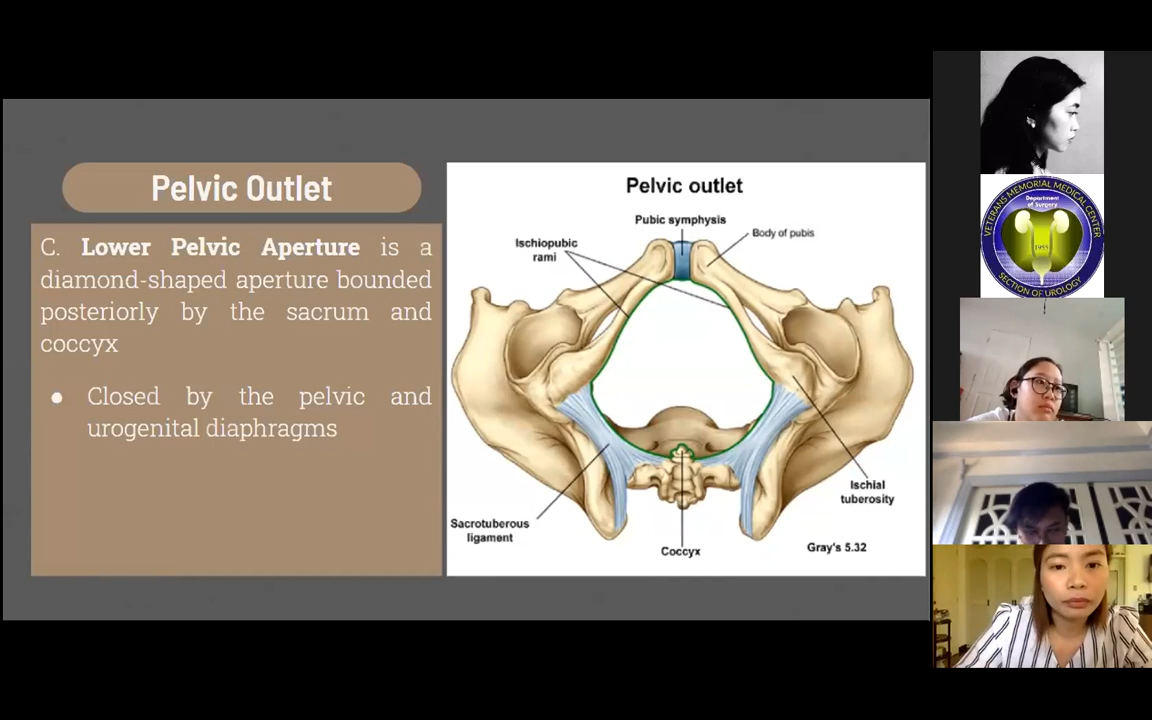 Pelvic Outlet
C. Lower Pelvic Aperture is a
diamond-shaped aperture bounded
posteriorly by the sacrum and
coccyx
● Closed by the pelvic and
urogenital diaphragms
Pelvic outlet
Pubic symphysis
Body of pubis
Ischiopubic
rami
Ischial
tuberosity
Sacrotuberous
ligament
Coccyx
Gray's 5.32
VETERANS MEMORIAL MEDICAL CENTER
Department
of Surgery
1955
SECTION OF UROLOGY